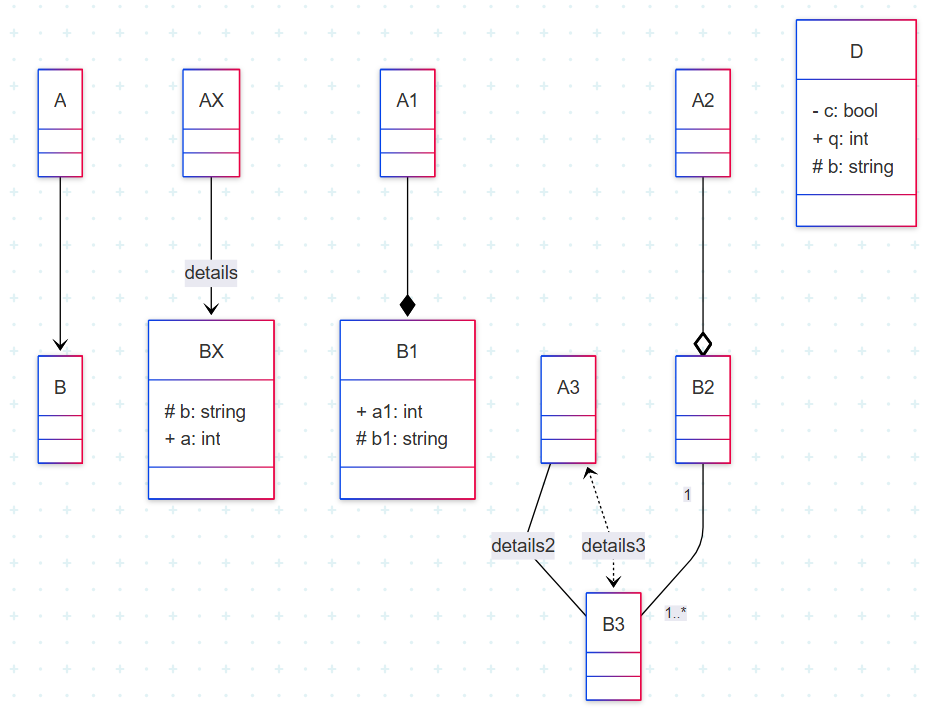 A
AX
A1
A2
D
- c: bool
+ q: int
# b: string
details
B
BX
# b: string
+ a: int
B1
+ a1: int
# b1: string
A3
B2
1
details2
details3
1..*
B3